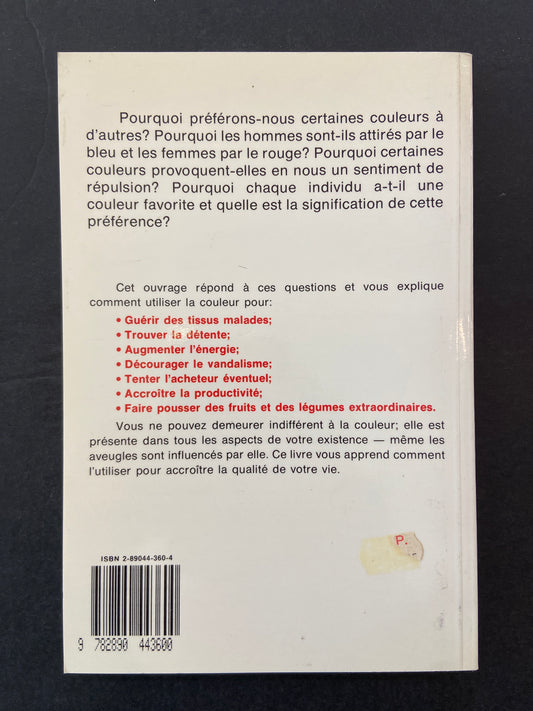 Pourquoi préférons-nous certaines couleurs à
d'autres? Pourquoi les hommes sont-ils attirés par le
bleu et les femmes par le rouge? Pourquoi certaines
couleurs provoquent-elles en nous un sentiment de
répulsion? Pourquoi chaque individu a-t-il une
couleur favorite et quelle est la signification de cette
préférence?
Cet ouvrage répond à ces questions et vous explique
comment utiliser la couleur pour:
• Guérir des tissus malades;
• Trouver la détente;
• Augmenter l'énergie;
• Décourager le vandalisme;
• Tenter l'acheteur éventuel;
• Accroître la productivité;
• Faire pousser des fruits et des légumes extraordinaires.
Vous ne pouvez demeurer indifférent à la couleur; elle est
présente dans tous les aspects de votre existence — même les
aveugles sont influencés par elle. Ce livre vous apprend comment
l'utiliser pour accroître la qualité de votre vie.
P
ISBN 2-89044-360-4
9 782890 443600